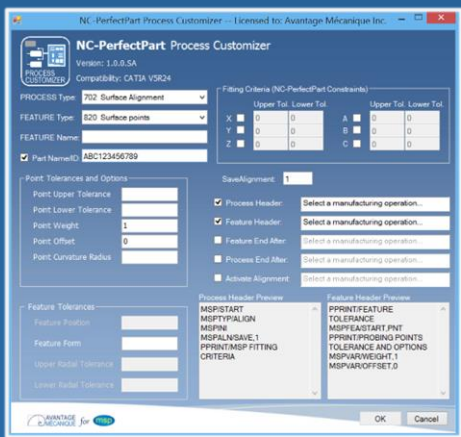 NC-PerfectPart Process Customizer -- Licensed to: Avantage Mécanique Inc.
PROCESS CUSTOMIZER
NC-PerfectPart Process Customizer
Version: 1.0.0.SA
Compatibility: CATIA V5R24
PROCESS Type: 702 Surface Alignment
FEATURE Type: 820 Surface points
FEATURE Name:
Part Name/ID ABC123456789
Fitting Criteria (NC-PerfectPart Constraints)
Upper Tol. Lower Tol. Upper Tol. Lower Tol.
X 0 0 A 0 0
Y 0 0 B 0 0
Z 0 0 C 0 0
Point Tolerances and Options
Point Upper Tolerance
Point Lower Tolerance
Point Weight 1
Point Offset 0
Point Curvature Radius
SaveAlignment: 1
Process Header: Select a manufacturing operation...
Feature Header: Select a manufacturing operation...
Feature End After: Select a manufacturing operation...
Process End After: Select a manufacturing operation...
Activate Alignment: Select a manufacturing operation...
Feature Tolerances
Feature Position
Feature Form
Upper Radial Tolerance
Lower Radial Tolerance
Process Header Preview
MSP/START
MSPTYP/ALIGN
MSPINI
MSPALN/SAVE,1
PPRINT/MSP FITTING
CRITERIA
Feature Header Preview
PPRINT/FEATURE
TOLERANCE
MSPFEA/START,PNT
PPRINT/PROBING POINTS
TOLERANCE AND OPTIONS
MSPVAR/WEIGHT,1
MSPVAR/OFFSET,0
AVANTAGE MÉCANIQUE for msp
OK Cancel